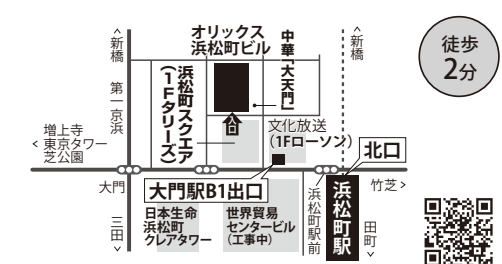 ＜新橋
オリックス
浜松町ビル
中華「大天門」
＜新橋
徒歩
2分
第一京浜
浜松町スクエア
（1Fタリーズ）
入口
文化放送
（1Fローソン）
増上寺
＜東京タワー
芝公園
北口
大門
大門駅B1出口
浜松町駅前
浜松町駅
竹芝＞
三田＞
日本生命
浜松町
クレアタワー
世界貿易
センタービル
（工事中）
田町＞